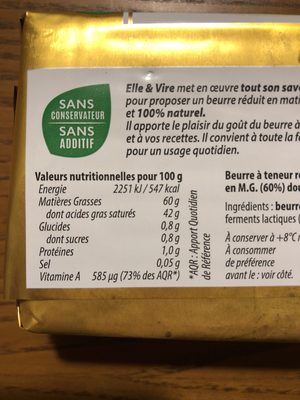 SANS
CONSERVATEUR
SANS
ADDITIF
Elle & Vire met en œuvre tout son
pour proposer un beurre réduit en
et 100% naturel.
Il apporte le plaisir du goût du beurre à
et à vos recettes. Il convient à toute la
pour un usage quotidien.
Valeurs nutritionnelles pour 100 g
Energie 2251 kJ / 547 kcal
Matières Grasses 60 g
dont acides gras saturés 42 g
Glucides 0,8 g
dont sucres 0,8 g
Protéines 1,0 g
Sel 0,05 g
Vitamine A 585 µg (73% des AQR*)
*AQR : Apport Quotidien
de Référence
Beurre à teneur
en M.G. (60%)
Ingrédients :
ferments lactiques (
À conserver à +8°
À consommer
de préférence
avant le : voir côté.